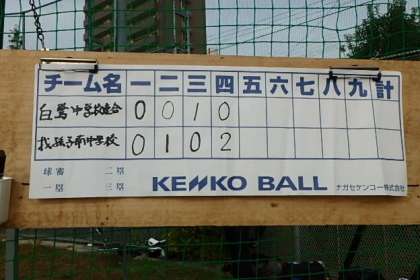 チーム名 一 二 三 四 五 六 七 八 九 計
白鷺中学校連合 0 0 1 0
我孫子南中学校 0 1 0 2
球審 二塁
一塁 三塁
KENKO BALL ナガセケンコー株式会社